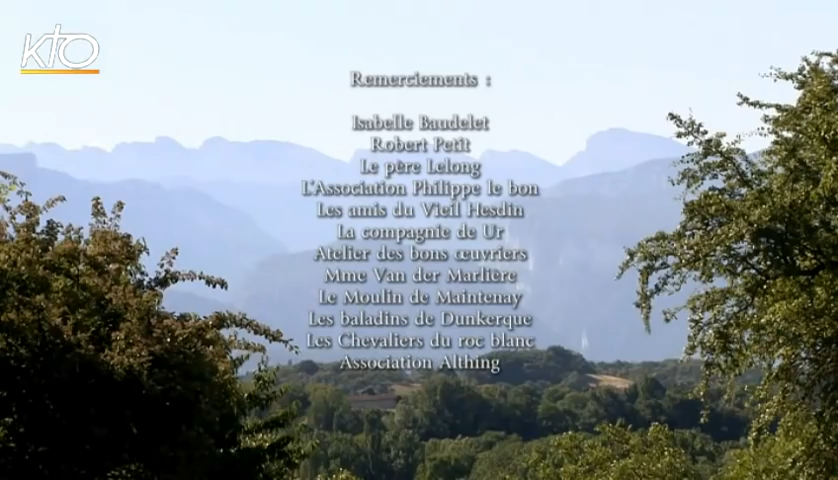 KTO
Remerciements :
Isabelle Baudelet
Robert Petit
Le père Lelong
L'Association Philippe le bon
Les amis du Vieil Hesdin
La compagnie de Ur
Atelier des bons œuvriers
Mme Van der Marlière
Le Moulin de Maintenay
Les baladins de Dunkerque
Les Chevaliers du roc blanc
Association Althing